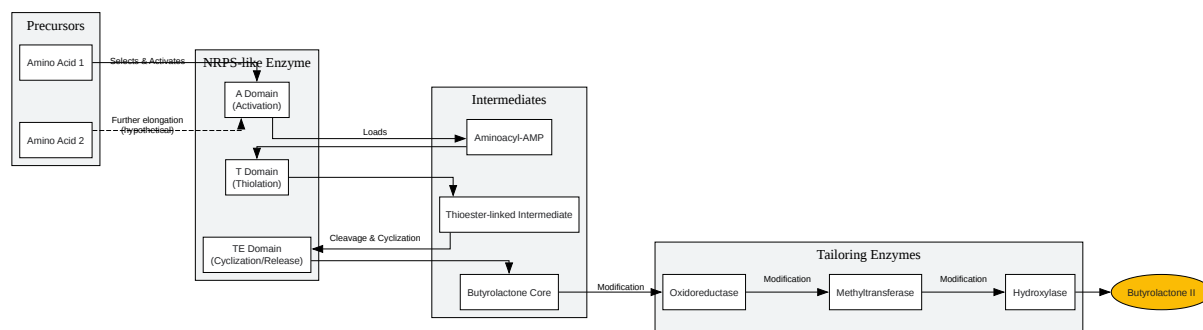 Precursors
Amino Acid 1
Selects & Activates
Further elongation
(hypothetical)
Amino Acid 2
NRPS-like Enzyme
A Domain
(Activation)
Loads
T Domain
(Thiolation)
Cleavage & Cyclization
TE Domain
(Cyclization/Release)
Intermediates
Aminoacyl-AMP
Thioester-linked Intermediate
Butyrolactone Core
Modification
Tailoring Enzymes
Oxidoreductase
Modification
Methyltransferase
Modification
Hydroxylase
Butyrolactone II